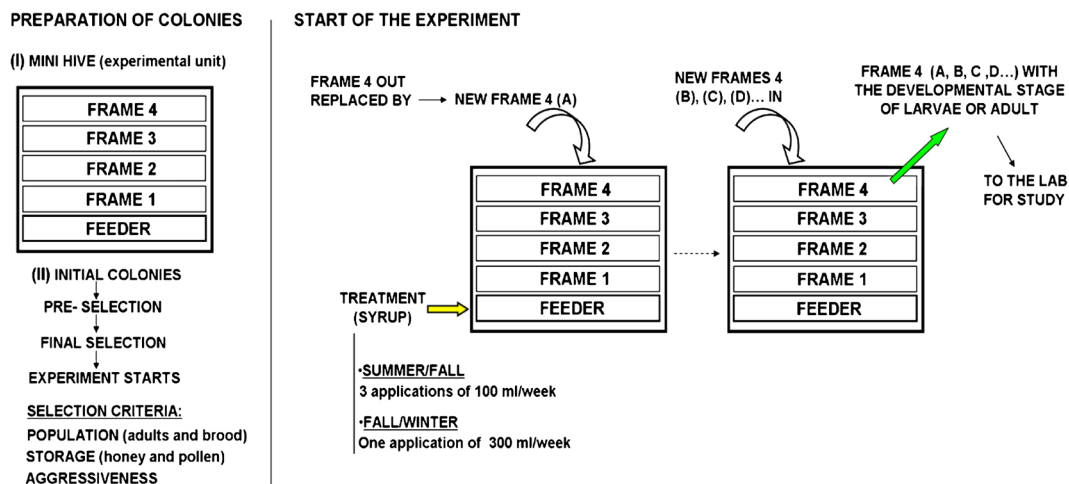 PREPARATION OF COLONIES
(I) MINI HIVE (experimental unit)
FRAME 4
FRAME 3
FRAME 2
FRAME 1
FEEDER
(II) INITIAL COLONIES
PRE- SELECTION
FINAL SELECTION
EXPERIMENT STARTS
SELECTION CRITERIA:
POPULATION (adults and brood)
STORAGE (honey and pollen)
AGGRESSIVENESS
START OF THE EXPERIMENT
FRAME 4 OUT
REPLACED BY
NEW FRAME 4 (A)
FRAME 4
FRAME 3
FRAME 2
FRAME 1
FEEDER
TREATMENT
(SYRUP)
•SUMMER/FALL
3 applications of 100 ml/week
•FALL/WINTER
One application of 300 ml/week
NEW FRAMES 4
(B), (C), (D)... IN
FRAME 4
FRAME 3
FRAME 2
FRAME 1
FEEDER
FRAME 4 (A, B, C ,D...) WITH
THE DEVELOPMENTAL STAGE
OF LARVAE OR ADULT
TO THE LAB
FOR STUDY